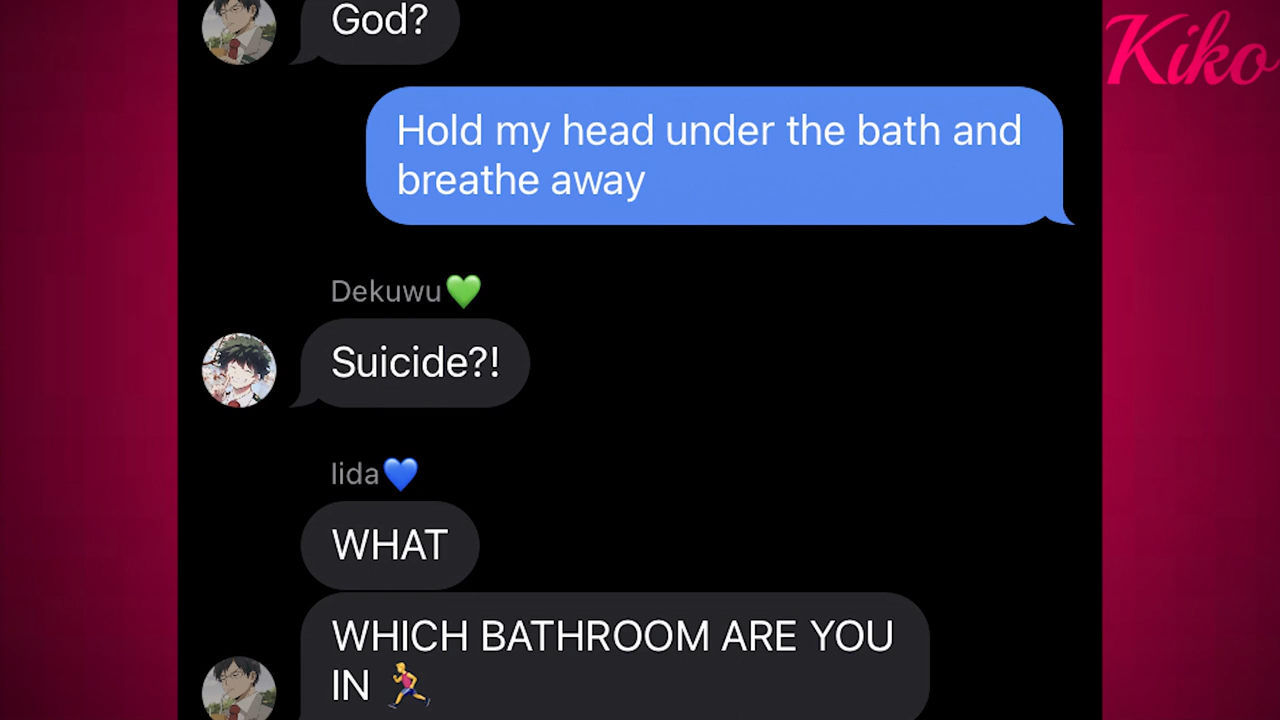 Kiko
God?
Hold my head under the bath and
breathe away
Dekuwu💚
Suicide?!
Iida💙
WHAT
WHICH BATHROOM ARE YOU
IN 🏃